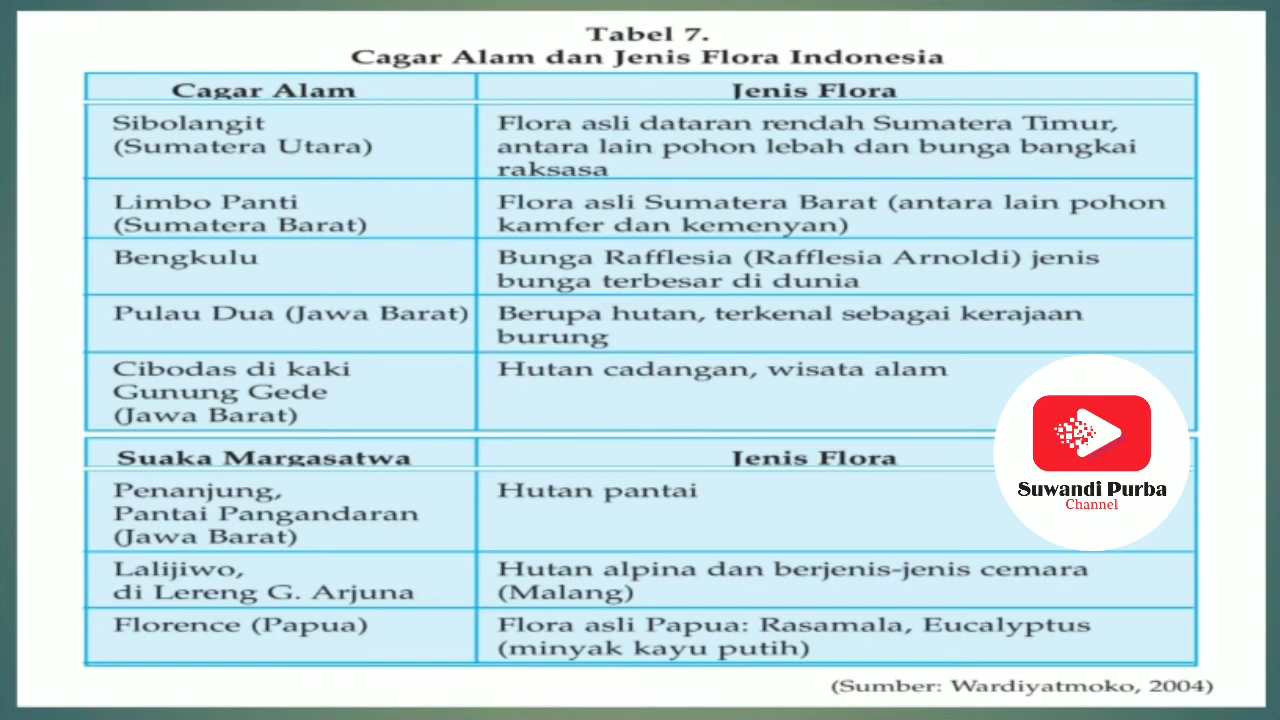 Tabel 7.
Cagar Alam dan Jenis Flora Indonesia
Cagar Alam
Jenis Flora
Sibolangit
(Sumatera Utara)
Flora asli dataran rendah Sumatera Timur,
antara lain pohon lebah dan bunga bangkai
raksasa
Limbo Panti
(Sumatera Barat)
Flora asli Sumatera Barat (antara lain pohon
kamfer dan kemenyan)
Bengkulu
Bunga Rafflesia (Rafflesia Arnoldi) jenis
bunga terbesar di dunia
Pulau Dua (Jawa Barat)
Berupa hutan, terkenal sebagai kerajaan
burung
Cibodas di kaki
Gunung Gede
(Jawa Barat)
Hutan cadangan, wisata alam
Suaka Margasatwa
Jenis Flora
Penanjung,
Pantai Pangandaran
(Jawa Barat)
Hutan pantai
Lalijiwo,
di Lereng G. Arjuna
Hutan alpina dan berjenis-jenis cemara
(Malang)
Florence (Papua)
Flora asli Papua: Rasamala, Eucalyptus
(minyak kayu putih)
(Sumber: Wardiyatmoko, 2004)
Suwandi Purba
Channel